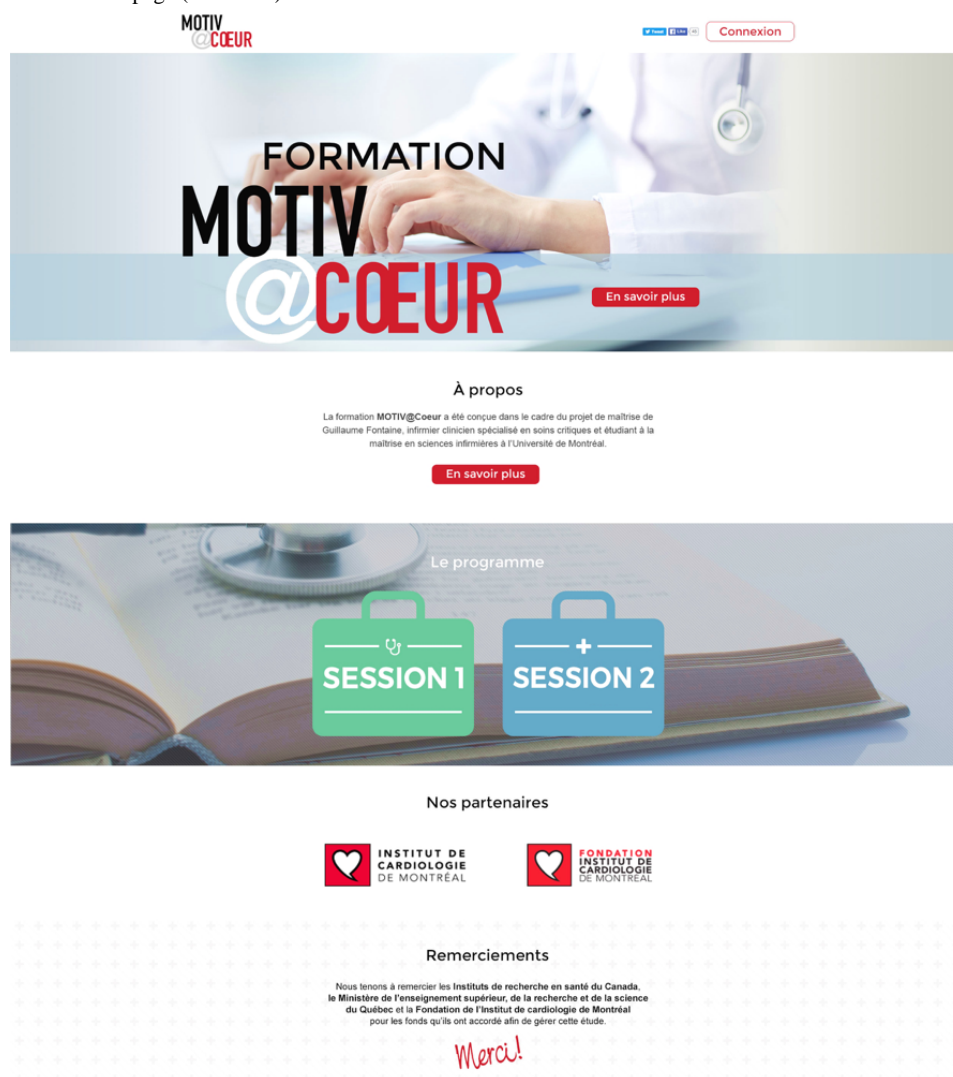 MOTIV
@CŒUR
Tweet
Like
Connexion
FORMATION
MOTIV
@CŒUR
En savoir plus
À propos
La formation MOTIV@Coeur a été conçue dans le cadre du projet de maîtrise de
Guillaume Fontaine, infirmier clinicien spécialisé en soins critiques et étudiant à la
maîtrise en sciences infirmières à l'Université de Montréal.
En savoir plus
Le programme
SESSION 1
SESSION 2
Nos partenaires
INSTITUT DE
CARDIOLOGIE
DE MONTRÉAL
FONDATION
INSTITUT DE
CARDIOLOGIE
DE MONTRÉAL
Remerciements
Nous tenons à remercier les Instituts de recherche en santé du Canada,
le Ministère de l'enseignement supérieur, de la recherche et de la science
du Québec et la Fondation de l'Institut de cardiologie de Montréal
pour les fonds qu'ils ont accordé afin de gérer cette étude.
Merci!